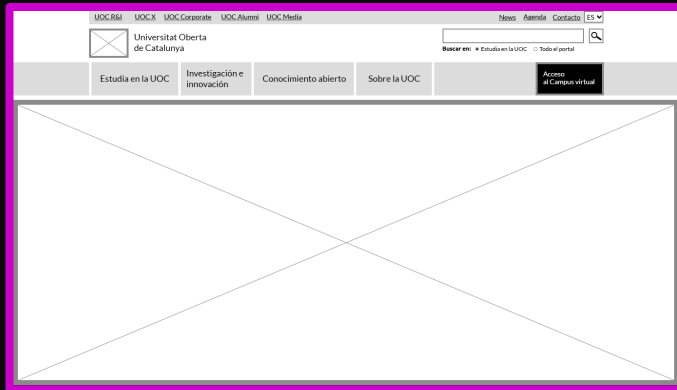 UOC R&I UOC X UOC Corporate UOC Alumni UOC Media News Agenda Contacto ES
Universitat Oberta
de Catalunya
Buscar en: Estudia en la UOC Todo el portal
Estudia en la UOC
Investigación e
innovación
Conocimiento abierto
Sobre la UOC
Acceso
al Campus virtual